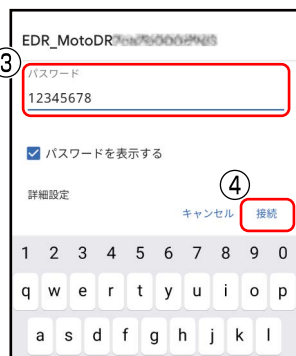 EDR_MotoDR
③
パスワード
12345678
パスワードを表示する
④
詳細設定
キャンセル 接続
1 2 3 4 5 6 7 8 9 0
q w e r t y u i o p
a s d f g h j k l